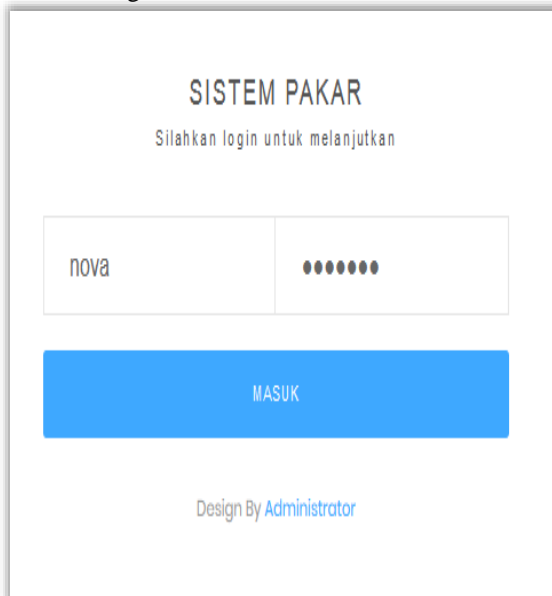 SISTEM PAKAR
Silahkan login untuk melanjutkan
nova •••••••
MASUK
Design By Administrator